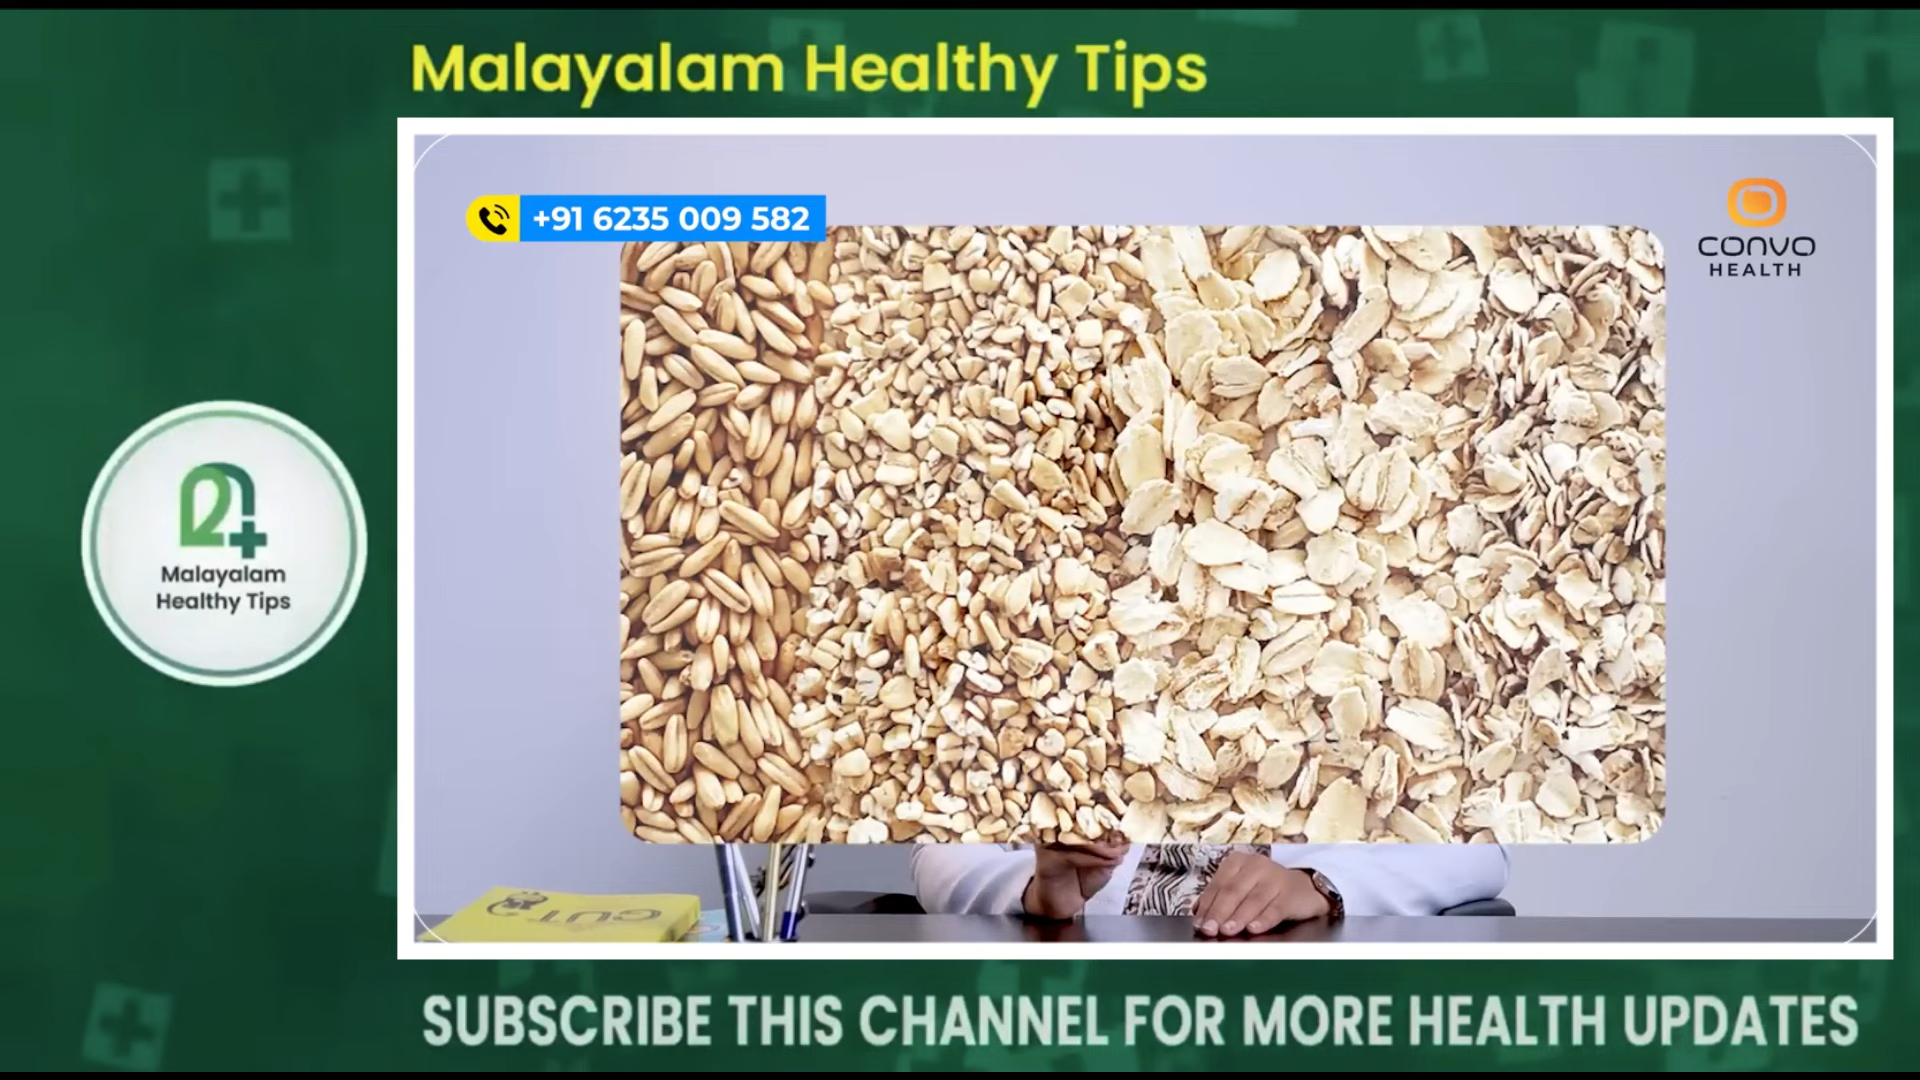 Malayalam Healthy Tips
+91 6235 009 582
CONVO
HEALTH
Malayalam
Healthy Tips
GUT
SUBSCRIBE THIS CHANNEL FOR MORE HEALTH UPDATES